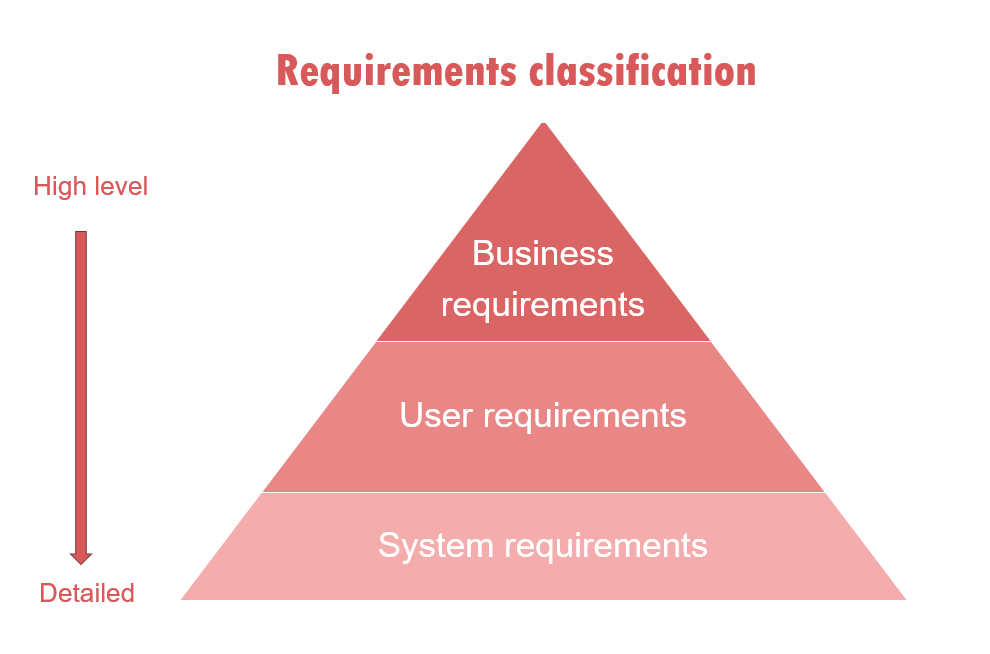 Requirements classification
High level
Business
requirements
User requirements
System requirements
Detailed